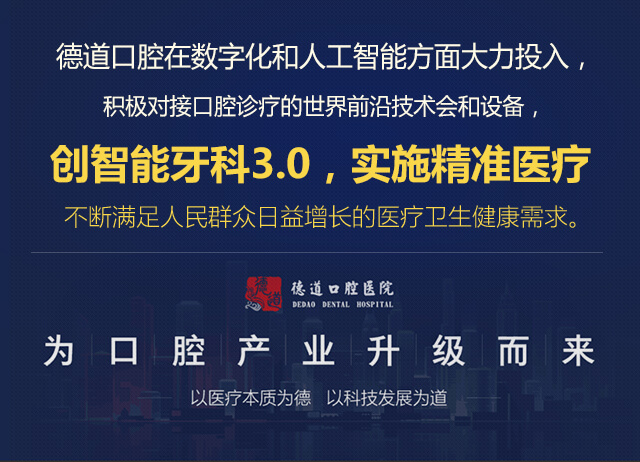 德道口腔在数字化和人工智能方面大力投入，
积极对接口腔诊疗的世界前沿技术会和设备，
创智能牙科3.0，实施精准医疗
不断满足人民群众日益增长的医疗卫生健康需求。
德道
德道口腔医院
DEDAO DENTAL HOSPITAL
为口腔产业升级而来
以医疗本质为德 以科技发展为道